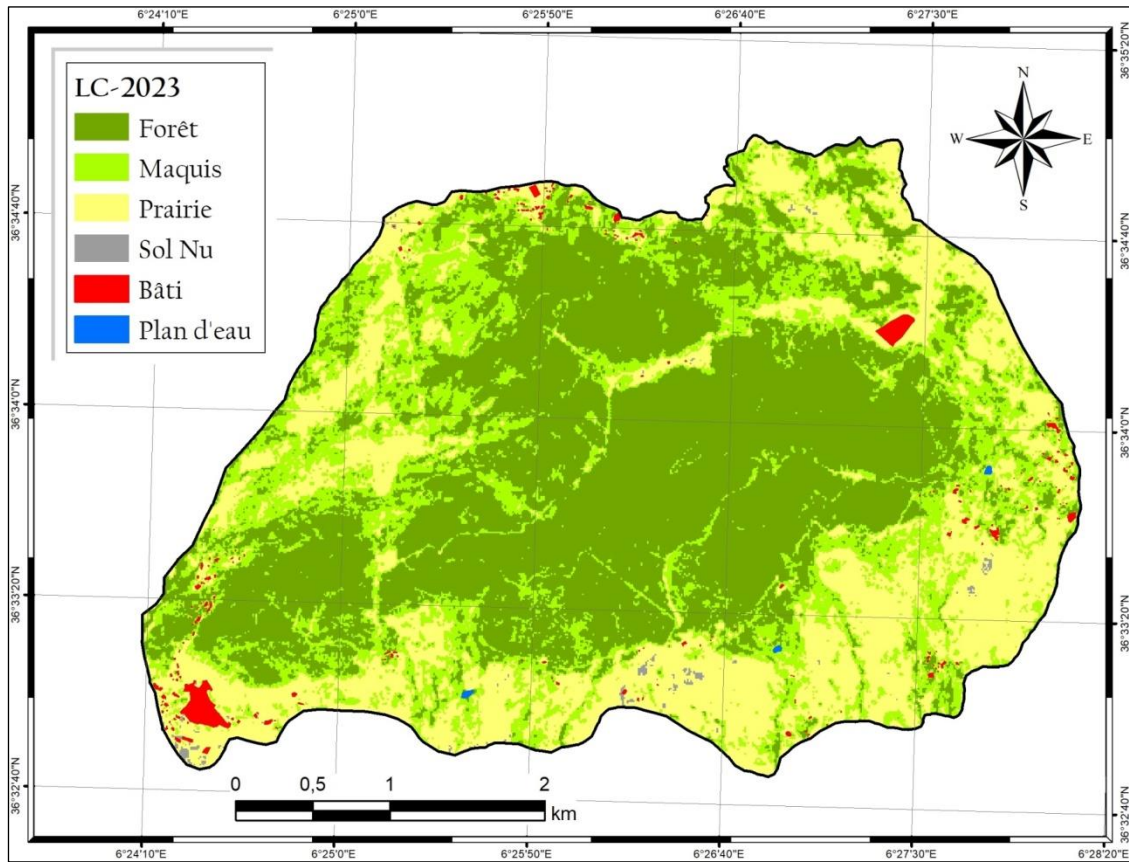 6°24'10"E 6°25'0"E 6°25'50"E 6°26'40"E 6°27'30"E
36°35'20"N
LC-2023
Forêt
Maquis
Prairie
Sol Nu
Bâti
Plan d'eau
N
W E
S
36°34'40"N 36°34'40"N
36°34'0"N 36°34'0"N
36°33'20"N 36°33'20"N
36°32'40"N 36°32'40"N
0 0,5 1 2
km
6°24'10"E 6°25'0"E 6°25'50"E 6°26'40"E 6°27'30"E 6°28'20"E